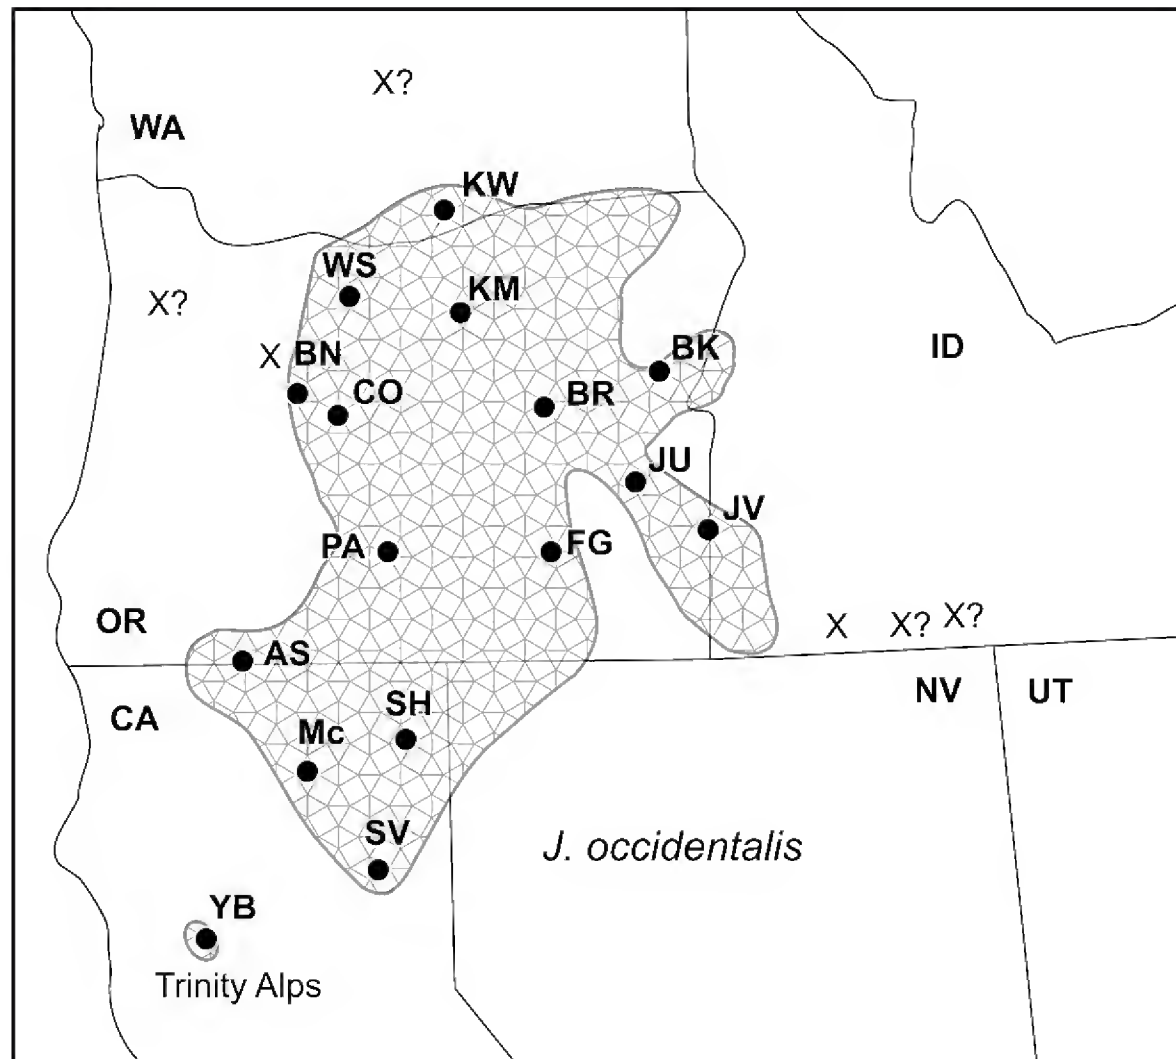 X?
WA
KW
WS
KM
X?
X BN
BK
ID
CO
BR
JU
JV
PA
FG
OR
X X? X?
AS
NV UT
CA
SH
Mc
SV
J. occidentalis
YB
Trinity Alps